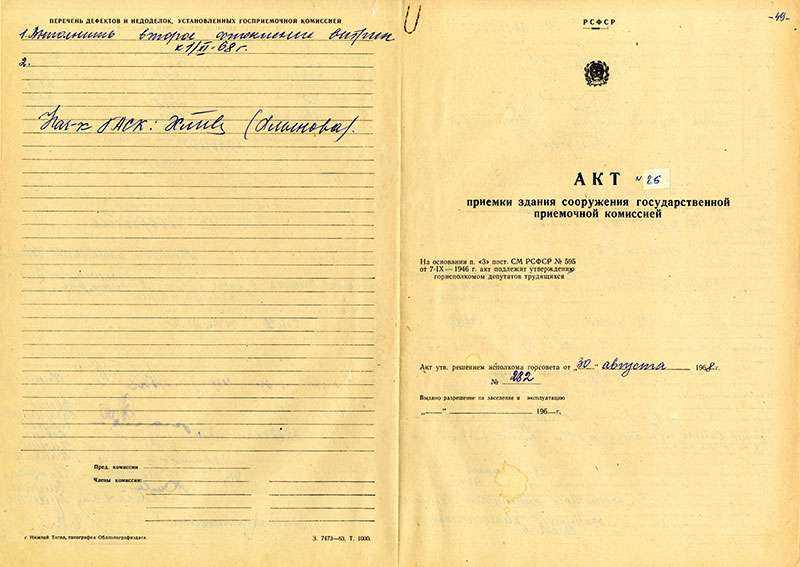 ПЕРЕЧЕНЬ ДЕФЕКТОВ И НЕДОДЕЛОК, УСТАНОВЛЕННЫХ ГОСПРИЕМОЧНОЙ КОМИССИЕЙ
1. Выполнить второе остекление витрин
к 1/XI-68 г.
2.
Нач-к ГАСК:
Пред. комиссии
Члены комиссии:
г. Нижний Тагил, типография Облполиграфиздата.
З. 7473—63, Т. 1000.
-49-
РСФСР
АКТ № 26
приемки здания сооружения государственной
приемочной комиссией
На основании п. «3» пост. СМ РСФСР № 595
от 7-IX—1946 г. акт подлежит утверждению
горисполкомом депутатов трудящихся
Акт утв. решением исполкома горсовета от „30" августа 1968 г.
№ 282
Выдано разрешение на заселение и эксплуатацию
„——" 196—г.